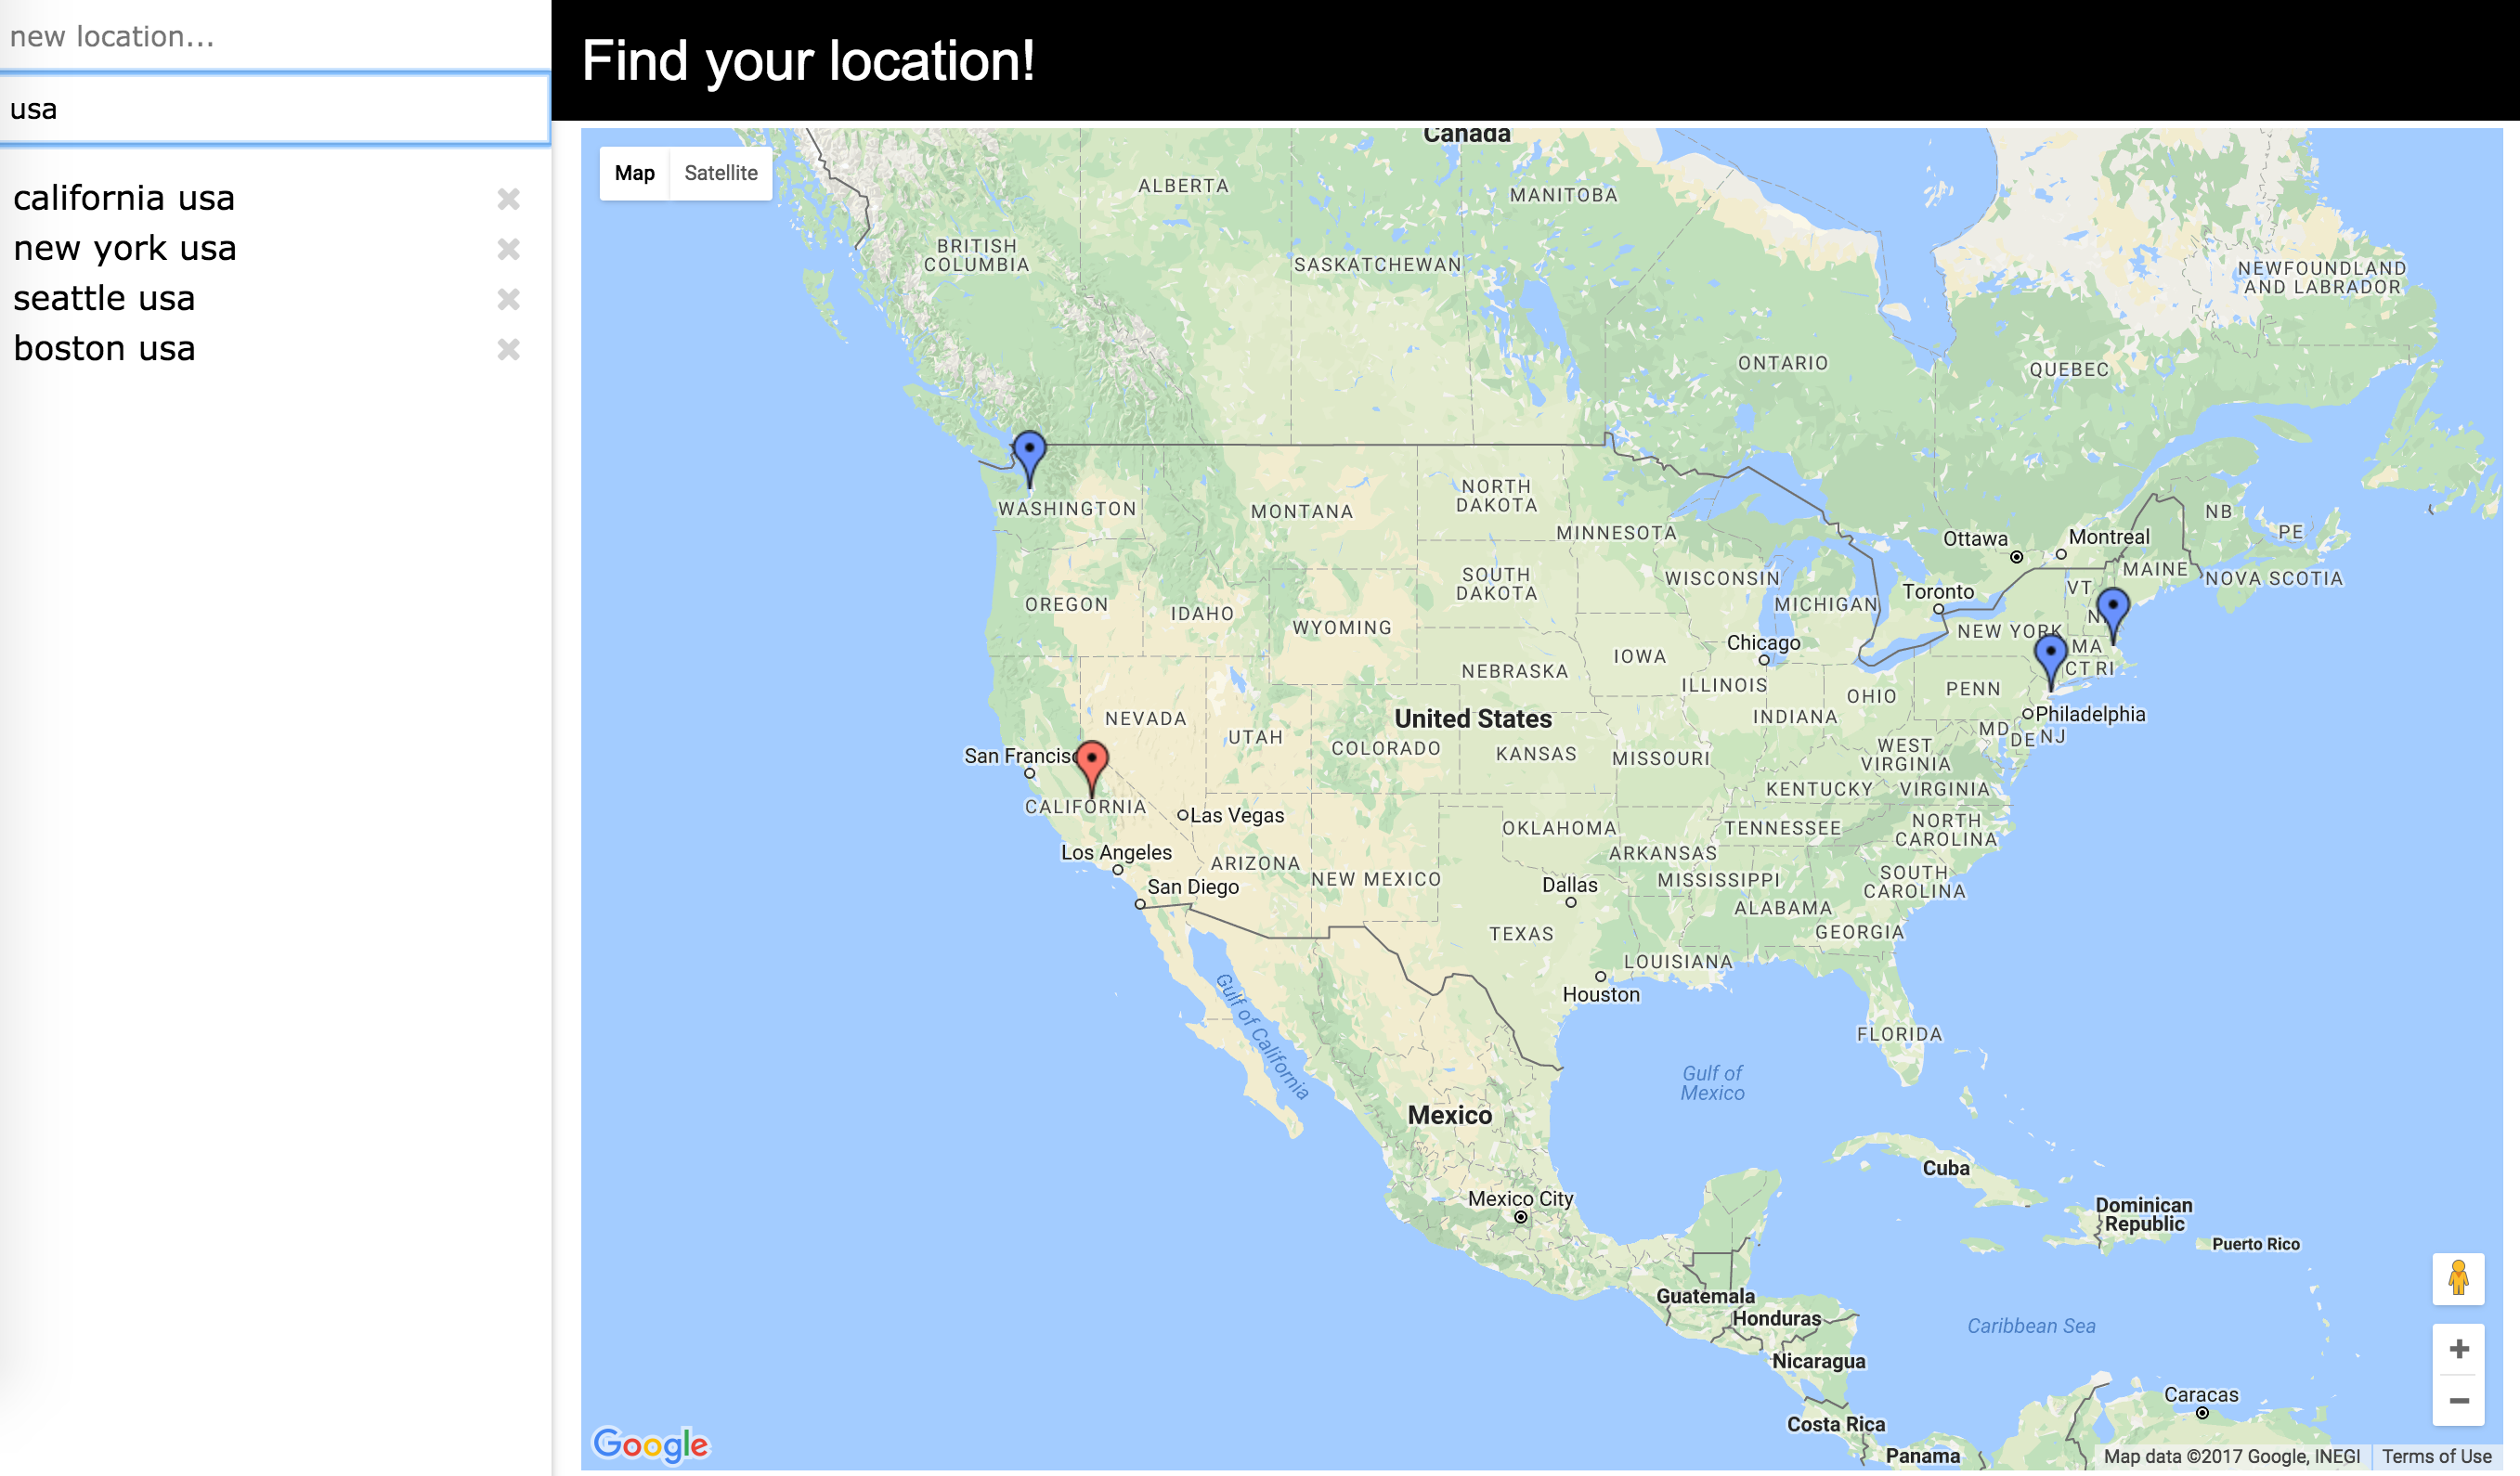 new location...
usa
california usa
new york usa
seattle usa
boston usa
Find your location!
Map
Satellite
Canada
ALBERTA
MANITOBA
BRITISH
COLUMBIA
SASKATCHEWAN
NEWFOUNDLAND
AND LABRADOR
ONTARIO
QUEBEC
WASHINGTON
MONTANA
NORTH
DAKOTA
MINNESOTA
NB
PE
Ottawa
Montreal
MAINE
NOVA SCOTIA
SOUTH
DAKOTA
WISCONSIN
MICHIGAN
Toronto
VT
OREGON
IDAHO
WYOMING
NEW YORK
MA
CT RI
Chicago
IOWA
NEBRASKA
ILLINOIS
OHIO
PENN
INDIANA
Philadelphia
NEVADA
United States
UTAH
COLORADO
KANSAS
MISSOURI
WEST
VIRGINIA
MD
DE
NJ
San Francisc
CALIFORNIA
Las Vegas
KENTUCKY
VIRGINIA
OKLAHOMA
TENNESSEE
NORTH
CAROLINA
Los Angeles
ARIZONA
NEW MEXICO
ARKANSAS
San Diego
Dallas
MISSISSIPPI
SOUTH
CAROLINA
ALABAMA
TEXAS
GEORGIA
LOUISIANA
Houston
Gulf of California
FLORIDA
Gulf of
Mexico
Mexico
Cuba
Mexico City
Dominican
Republic
Puerto Rico
Guatemala
Honduras
Caribbean Sea
Nicaragua
Caracas
Costa Rica
Panama
Google
Map data ©2017 Google, INEGI
Terms of Use